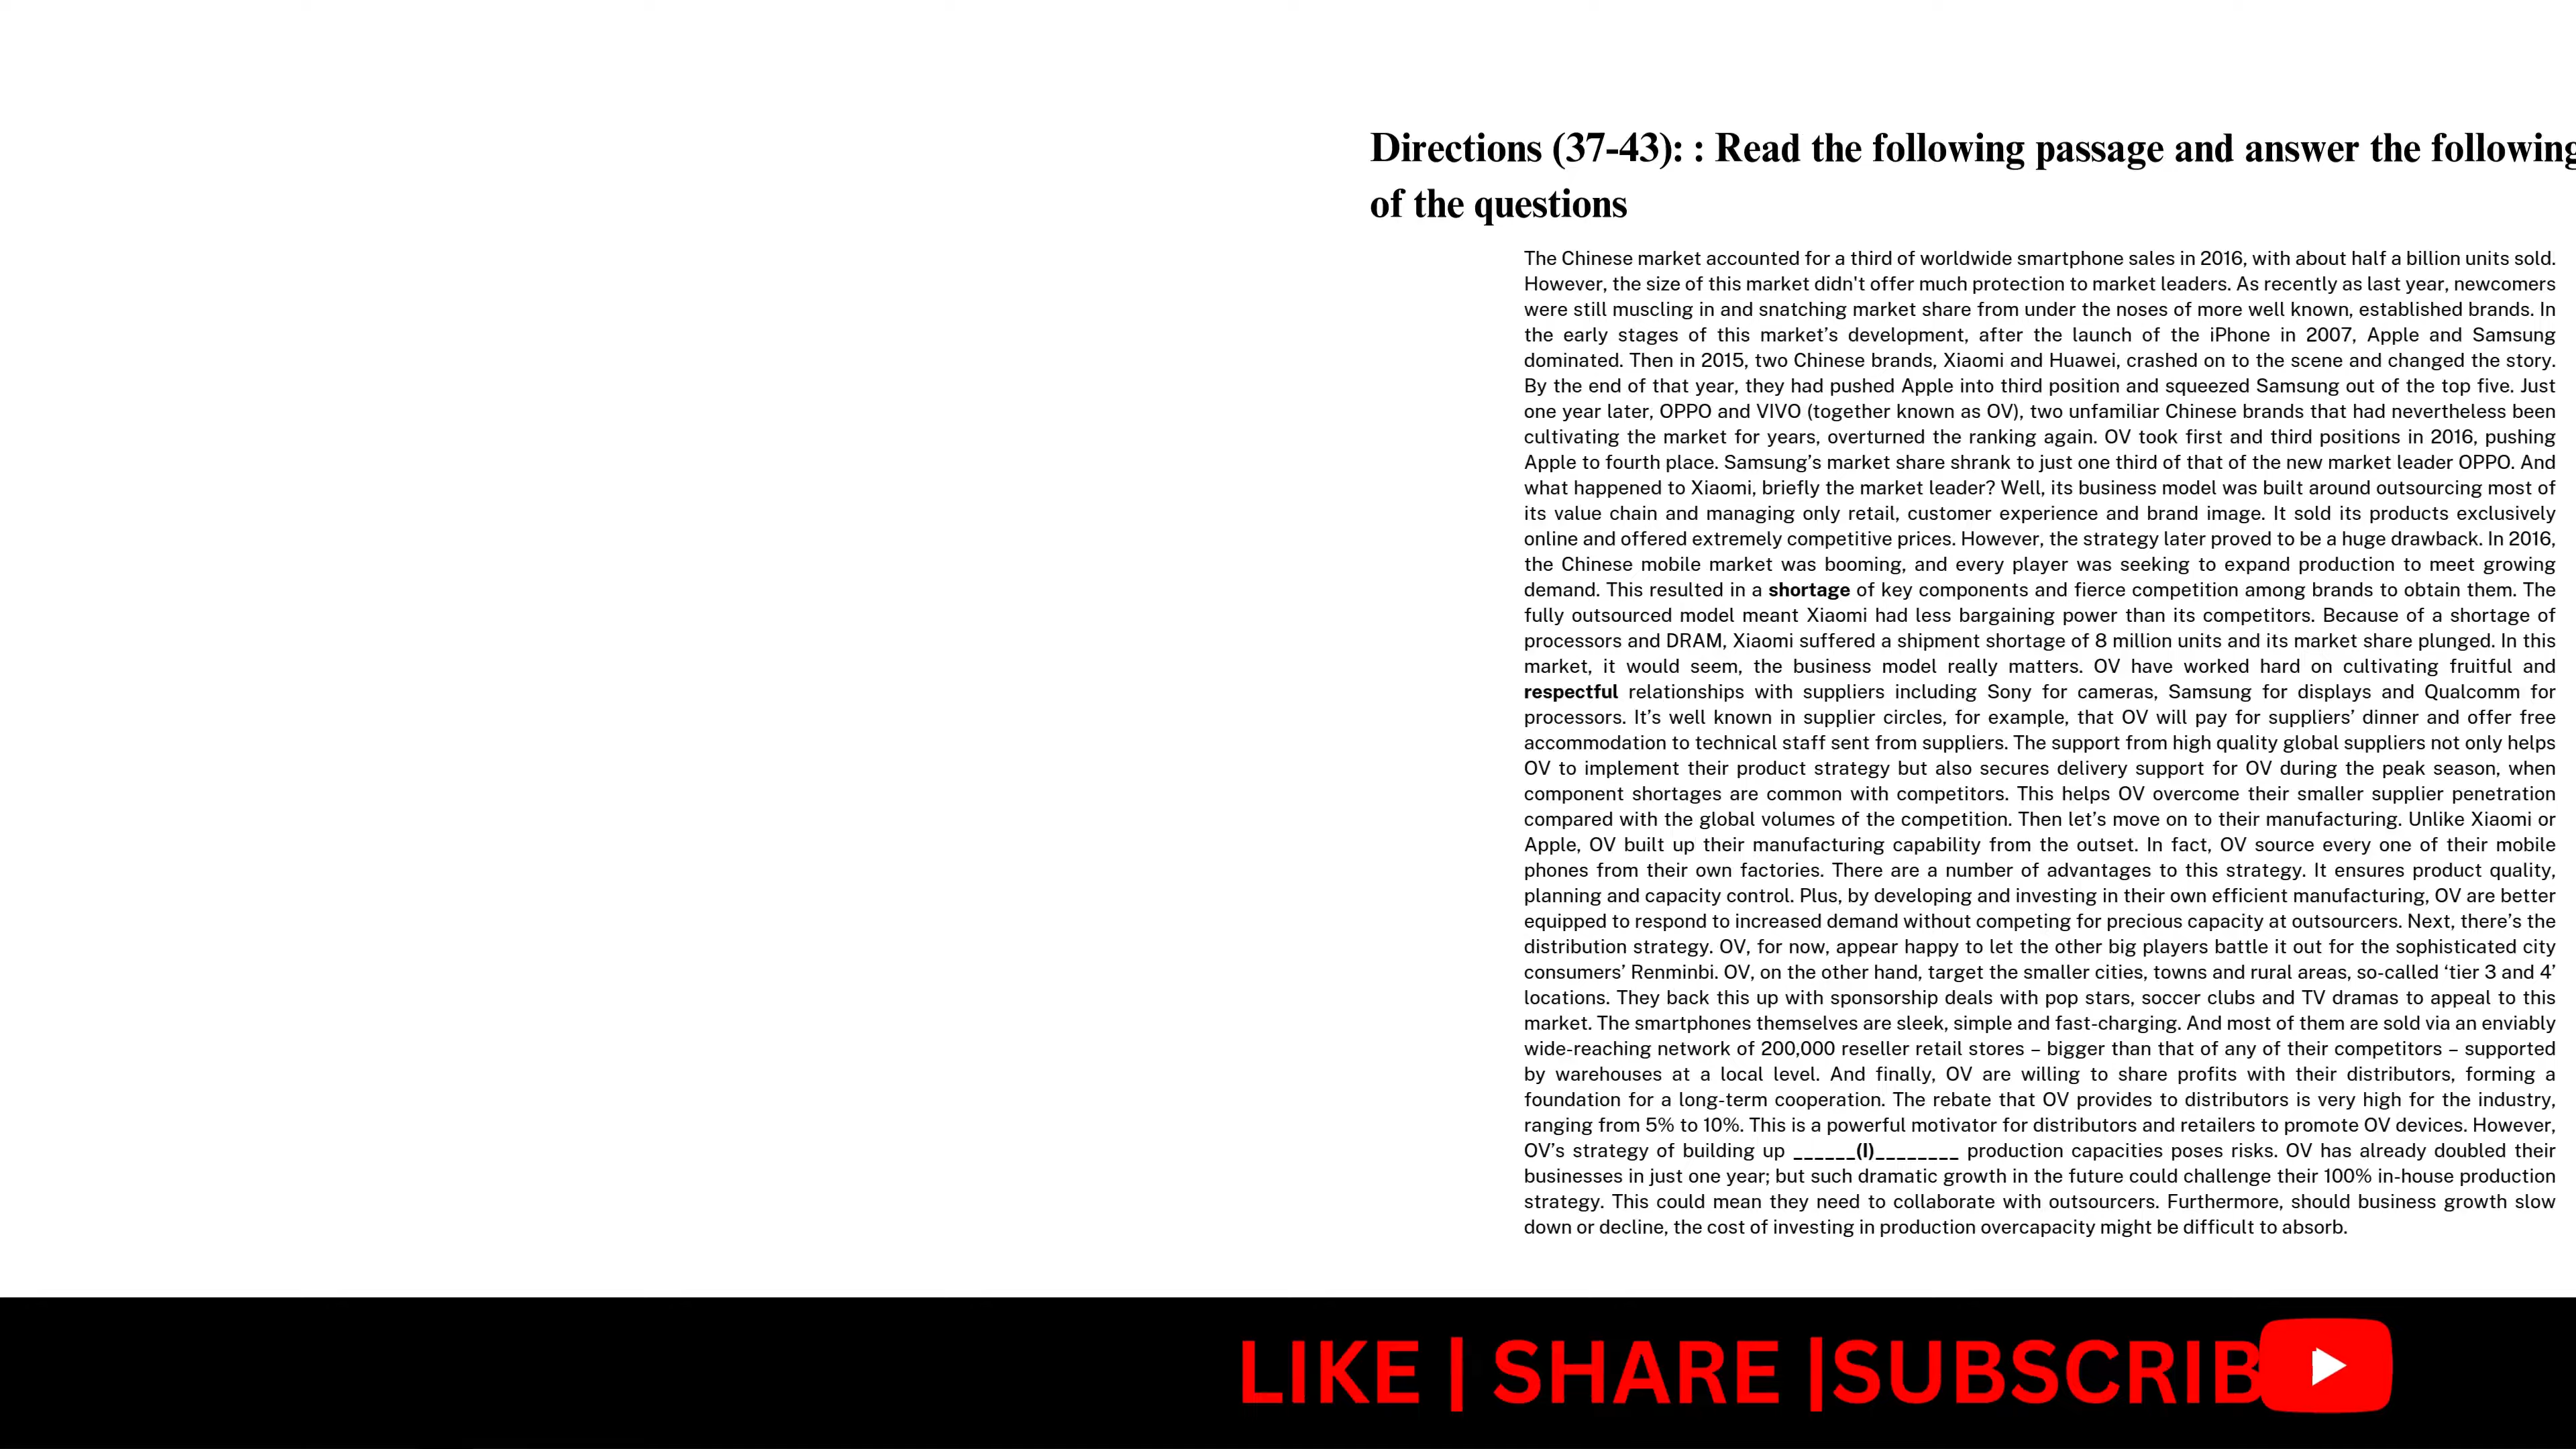 Directions (37-43): : Read the following passage and answer the following
of the questions
The Chinese market accounted for a third of worldwide smartphone sales in 2016, with about half a billion units sold.
However, the size of this market didn't offer much protection to market leaders. As recently as last year, newcomers
were still muscling in and snatching market share from under the noses of more well known, established brands. In
the early stages of this market’s development, after the launch of the iPhone in 2007, Apple and Samsung
dominated. Then in 2015, two Chinese brands, Xiaomi and Huawei, crashed on to the scene and changed the story.
By the end of that year, they had pushed Apple into third position and squeezed Samsung out of the top five. Just
one year later, OPPO and VIVO (together known as OV), two unfamiliar Chinese brands that had nevertheless been
cultivating the market for years, overturned the ranking again. OV took first and third positions in 2016, pushing
Apple to fourth place. Samsung’s market share shrank to just one third of that of the new market leader OPPO. And
what happened to Xiaomi, briefly the market leader? Well, its business model was built around outsourcing most of
its value chain and managing only retail, customer experience and brand image. It sold its products exclusively
online and offered extremely competitive prices. However, the strategy later proved to be a huge drawback. In 2016,
the Chinese mobile market was booming, and every player was seeking to expand production to meet growing
demand. This resulted in a shortage of key components and fierce competition among brands to obtain them. The
fully outsourced model meant Xiaomi had less bargaining power than its competitors. Because of a shortage of
processors and DRAM, Xiaomi suffered a shipment shortage of 8 million units and its market share plunged. In this
market, it would seem, the business model really matters. OV have worked hard on cultivating fruitful and
respectful relationships with suppliers including Sony for cameras, Samsung for displays and Qualcomm for
processors. It’s well known in supplier circles, for example, that OV will pay for suppliers’ dinner and offer free
accommodation to technical staff sent from suppliers. The support from high quality global suppliers not only helps
OV to implement their product strategy but also secures delivery support for OV during the peak season, when
component shortages are common with competitors. This helps OV overcome their smaller supplier penetration
compared with the global volumes of the competition. Then let’s move on to their manufacturing. Unlike Xiaomi or
Apple, OV built up their manufacturing capability from the outset. In fact, OV source every one of their mobile
phones from their own factories. There are a number of advantages to this strategy. It ensures product quality,
planning and capacity control. Plus, by developing and investing in their own efficient manufacturing, OV are better
equipped to respond to increased demand without competing for precious capacity at outsourcers. Next, there’s the
distribution strategy. OV, for now, appear happy to let the other big players battle it out for the sophisticated city
consumers’ Renminbi. OV, on the other hand, target the smaller cities, towns and rural areas, so-called ‘tier 3 and 4’
locations. They back this up with sponsorship deals with pop stars, soccer clubs and TV dramas to appeal to this
market. The smartphones themselves are sleek, simple and fast-charging. And most of them are sold via an enviably
wide-reaching network of 200,000 reseller retail stores – bigger than that of any of their competitors – supported
by warehouses at a local level. And finally, OV are willing to share profits with their distributors, forming a
foundation for a long-term cooperation. The rebate that OV provides to distributors is very high for the industry,
ranging from 5% to 10%. This is a powerful motivator for distributors and retailers to promote OV devices. However,
OV’s strategy of building up ______(I)________ production capacities poses risks. OV has already doubled their
businesses in just one year; but such dramatic growth in the future could challenge their 100% in-house production
strategy. This could mean they need to collaborate with outsourcers. Furthermore, should business growth slow
down or decline, the cost of investing in production overcapacity might be difficult to absorb.
LIKE | SHARE |SUBSCRIB